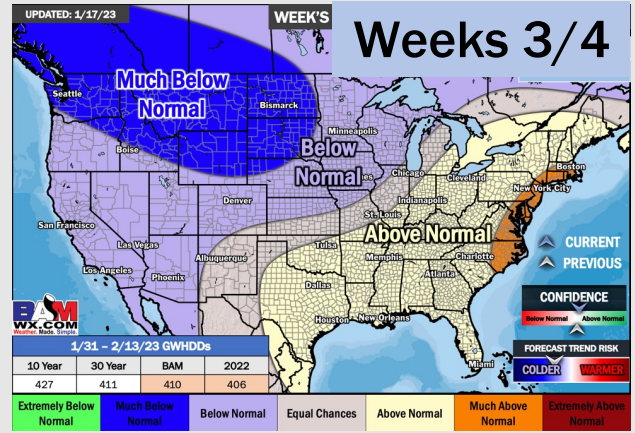 UPDATED: 1/17/23
WEEK'S
Weeks 3/4
Much Below
Normal
Seattle
Bismarck
Minneapolis
Boise
Below
Normal
es
Chicago
Cleveland
Boston
New York City
Denver
Indianapolis
San Francisco
St. Louis
Above Normal
CURRENT
Las Vegas
Tulsa
Memphis
Charlotte
PREVIOUS
Los Angeles
Albuquerque
Phoenix
Atlanta
Dallas
CONFIDENCE
Below Normal
Above Normal
BAM
WX.COM
Weather. Made. Simple.
Houston
New Orleans
Miami
FORECAST TREND RISK
COLDER
WARMER
1/31 – 2/13/23 GWHDDs
10 Year 30 Year BAM 2022
427 411 410 406
Extremely Below Normal
Much Below Normal
Below Normal
Equal Chances
Above Normal
Much Above Normal
Extremely Above Normal